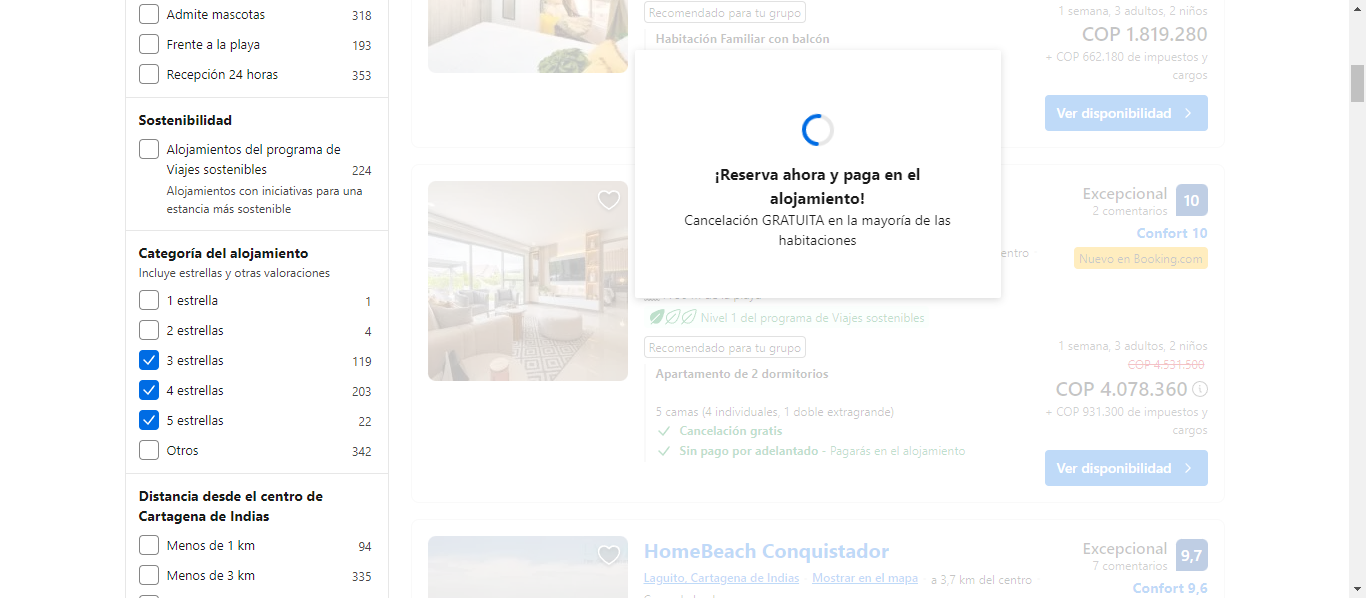 Admite mascotas 318
Frente a la playa 193
Recepción 24 horas 353
Sostenibilidad
Alojamientos del programa de
Viajes sostenibles 224
Alojamientos con iniciativas para una
estancia más sostenible
Categoría del alojamiento
Incluye estrellas y otras valoraciones
1 estrella 1
2 estrellas 4
3 estrellas 119
4 estrellas 203
5 estrellas 22
Otros 342
Distancia desde el centro de
Cartagena de Indias
Menos de 1 km 94
Menos de 3 km 335
Recomendado para tu grupo
Habitación Familiar con balcón
1 semana, 3 adultos, 2 niños
COP 1.819.280
+ COP 662.180 de impuestos y
cargos
Ver disponibilidad
¡Reserva ahora y paga en el
alojamiento!
Cancelación GRATUITA en la mayoría de las
habitaciones
Excepcional 10
2 comentarios
Confort 10
Nuevo en Booking.com
Nivel 1 del programa de Viajes sostenibles
Recomendado para tu grupo
Apartamento de 2 dormitorios
5 camas (4 individuales, 1 doble extragrande)
Cancelación gratis
Sin pago por adelantado - Pagarás en el alojamiento
1 semana, 3 adultos, 2 niños
COP 4.531.500
COP 4.078.360
+ COP 931.300 de impuestos y
cargos
Ver disponibilidad
HomeBeach Conquistador
Laguito, Cartagena de Indias Mostrar en el mapa a 3,7 km del centro
Excepcional 9,7
7 comentarios
Confort 9,6